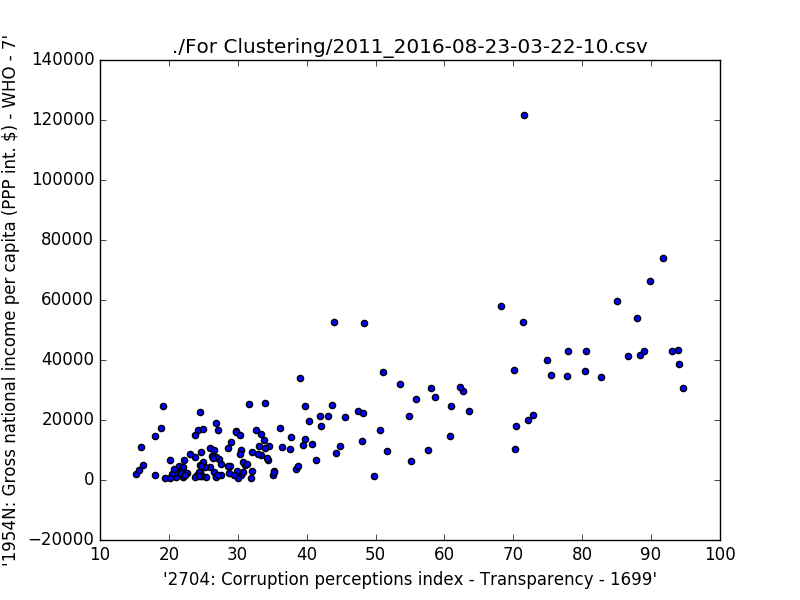 ./For Clustering/2011_2016-08-23-03-22-10.csv
'1954N: Gross national income per capita (PPP int. $) - WHO - 7'
140000
120000
100000
80000
60000
40000
20000
0
−20000
10 20 30 40 50 60 70 80 90 100
'2704: Corruption perceptions index - Transparency - 1699'